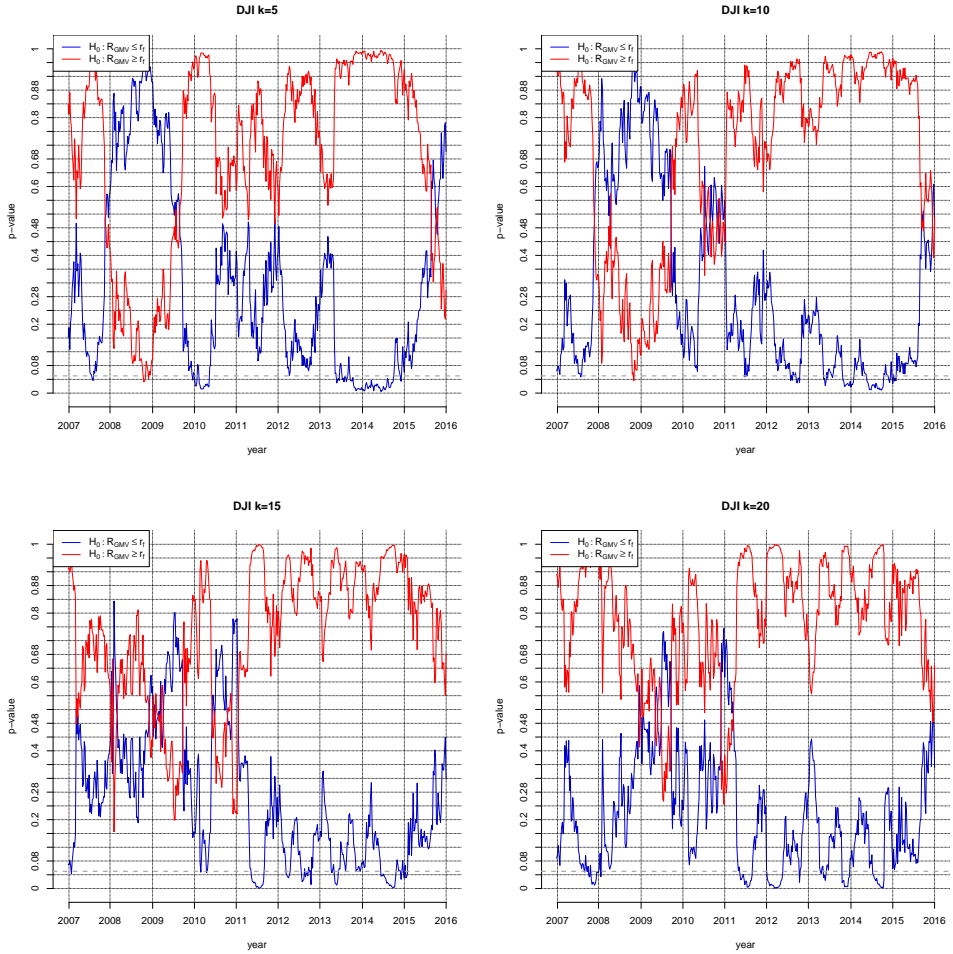 DJI k=5
H₀ : R_GMV ≤ r_f
H₀ : R_GMV ≥ r_f
p−value
1
0.88
0.8
0.68
0.6
0.48
0.4
0.28
0.2
0.08
0
2007 2008 2009 2010 2011 2012 2013 2014 2015 2016
year
DJI k=10
H₀ : R_GMV ≤ r_f
H₀ : R_GMV ≥ r_f
p−value
1
0.88
0.8
0.68
0.6
0.48
0.4
0.28
0.2
0.08
0
2007 2008 2009 2010 2011 2012 2013 2014 2015 2016
year
DJI k=15
H₀ : R_GMV ≤ r_f
H₀ : R_GMV ≥ r_f
p−value
1
0.88
0.8
0.68
0.6
0.48
0.4
0.28
0.2
0.08
0
2007 2008 2009 2010 2011 2012 2013 2014 2015 2016
year
DJI k=20
H₀ : R_GMV ≤ r_f
H₀ : R_GMV ≥ r_f
p−value
1
0.88
0.8
0.68
0.6
0.48
0.4
0.28
0.2
0.08
0
2007 2008 2009 2010 2011 2012 2013 2014 2015 2016
year